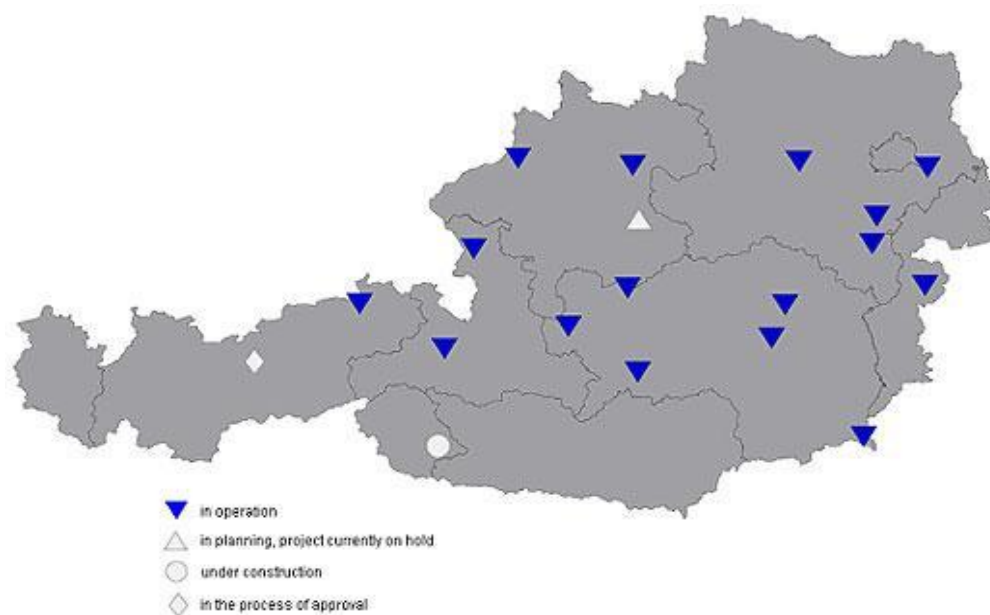 in operation
in planning, project currently on hold
under construction
in the process of approval